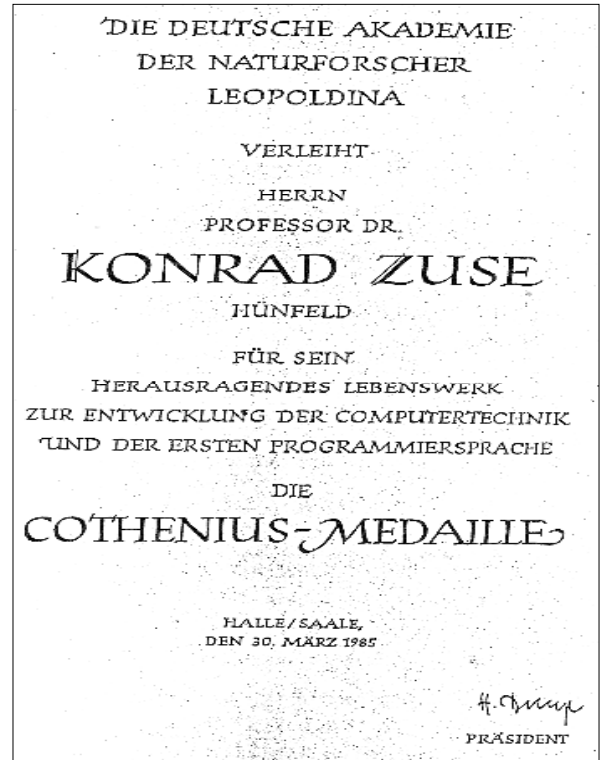 DIE DEUTSCHE AKADEMIE
DER NATURFORSCHER
LEOPOLDINA
VERLEIHT
HERRN
PROFESSOR DR.
KONRAD ZUSE
HÜNFELD
FÜR SEIN
HERAUSRAGENDES LEBENSWERK
ZUR ENTWICKLUNG DER COMPUTERTECHNIK
UND DER ERSTEN PROGRAMMIERSPRACHE
DIE
COTHENIUS-MEDAILLE
HALLE/SAALE,
DEN 30. MÄRZ 1985
H.
PRÄSIDENT